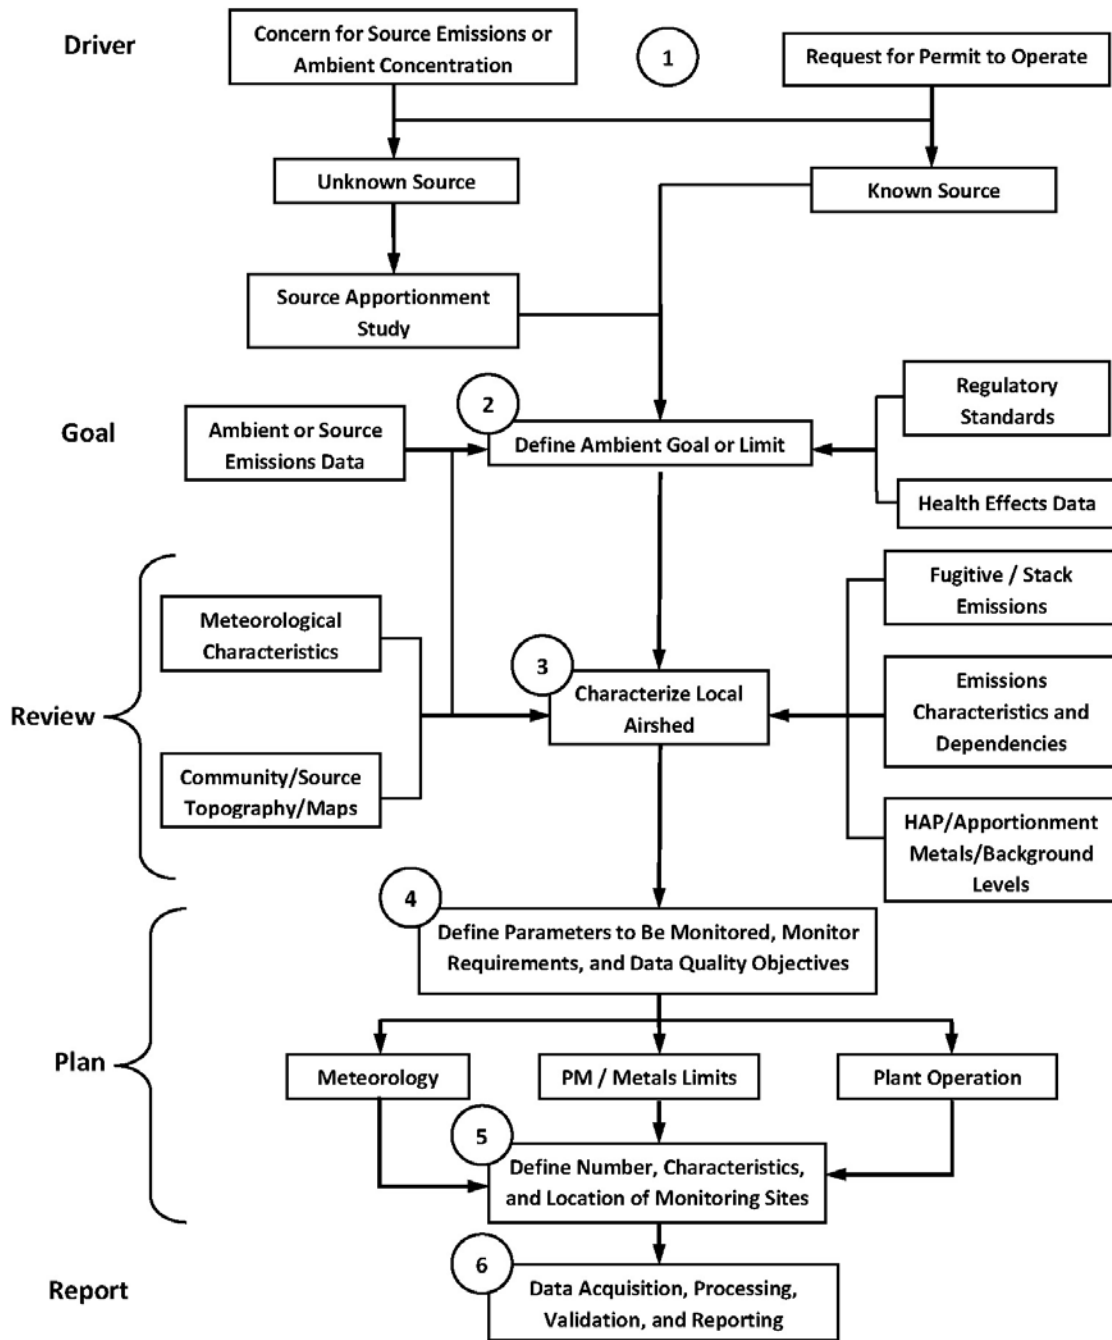 Driver
Concern for Source Emissions or
Ambient Concentration
1
Request for Permit to Operate
Unknown Source
Known Source
Source Apportionment
Study
Goal
2
Ambient or Source
Emissions Data
Define Ambient Goal or Limit
Regulatory
Standards
Health Effects Data
Review
Meteorological
Characteristics
Community/Source
Topography/Maps
3
Characterize Local
Airshed
Fugitive / Stack
Emissions
Emissions
Characteristics and
Dependencies
HAP/Apportionment
Metals/Background
Levels
Plan
4
Define Parameters to Be Monitored, Monitor
Requirements, and Data Quality Objectives
Meteorology
PM / Metals Limits
Plant Operation
5
Define Number, Characteristics,
and Location of Monitoring Sites
Report
6
Data Acquisition, Processing,
Validation, and Reporting